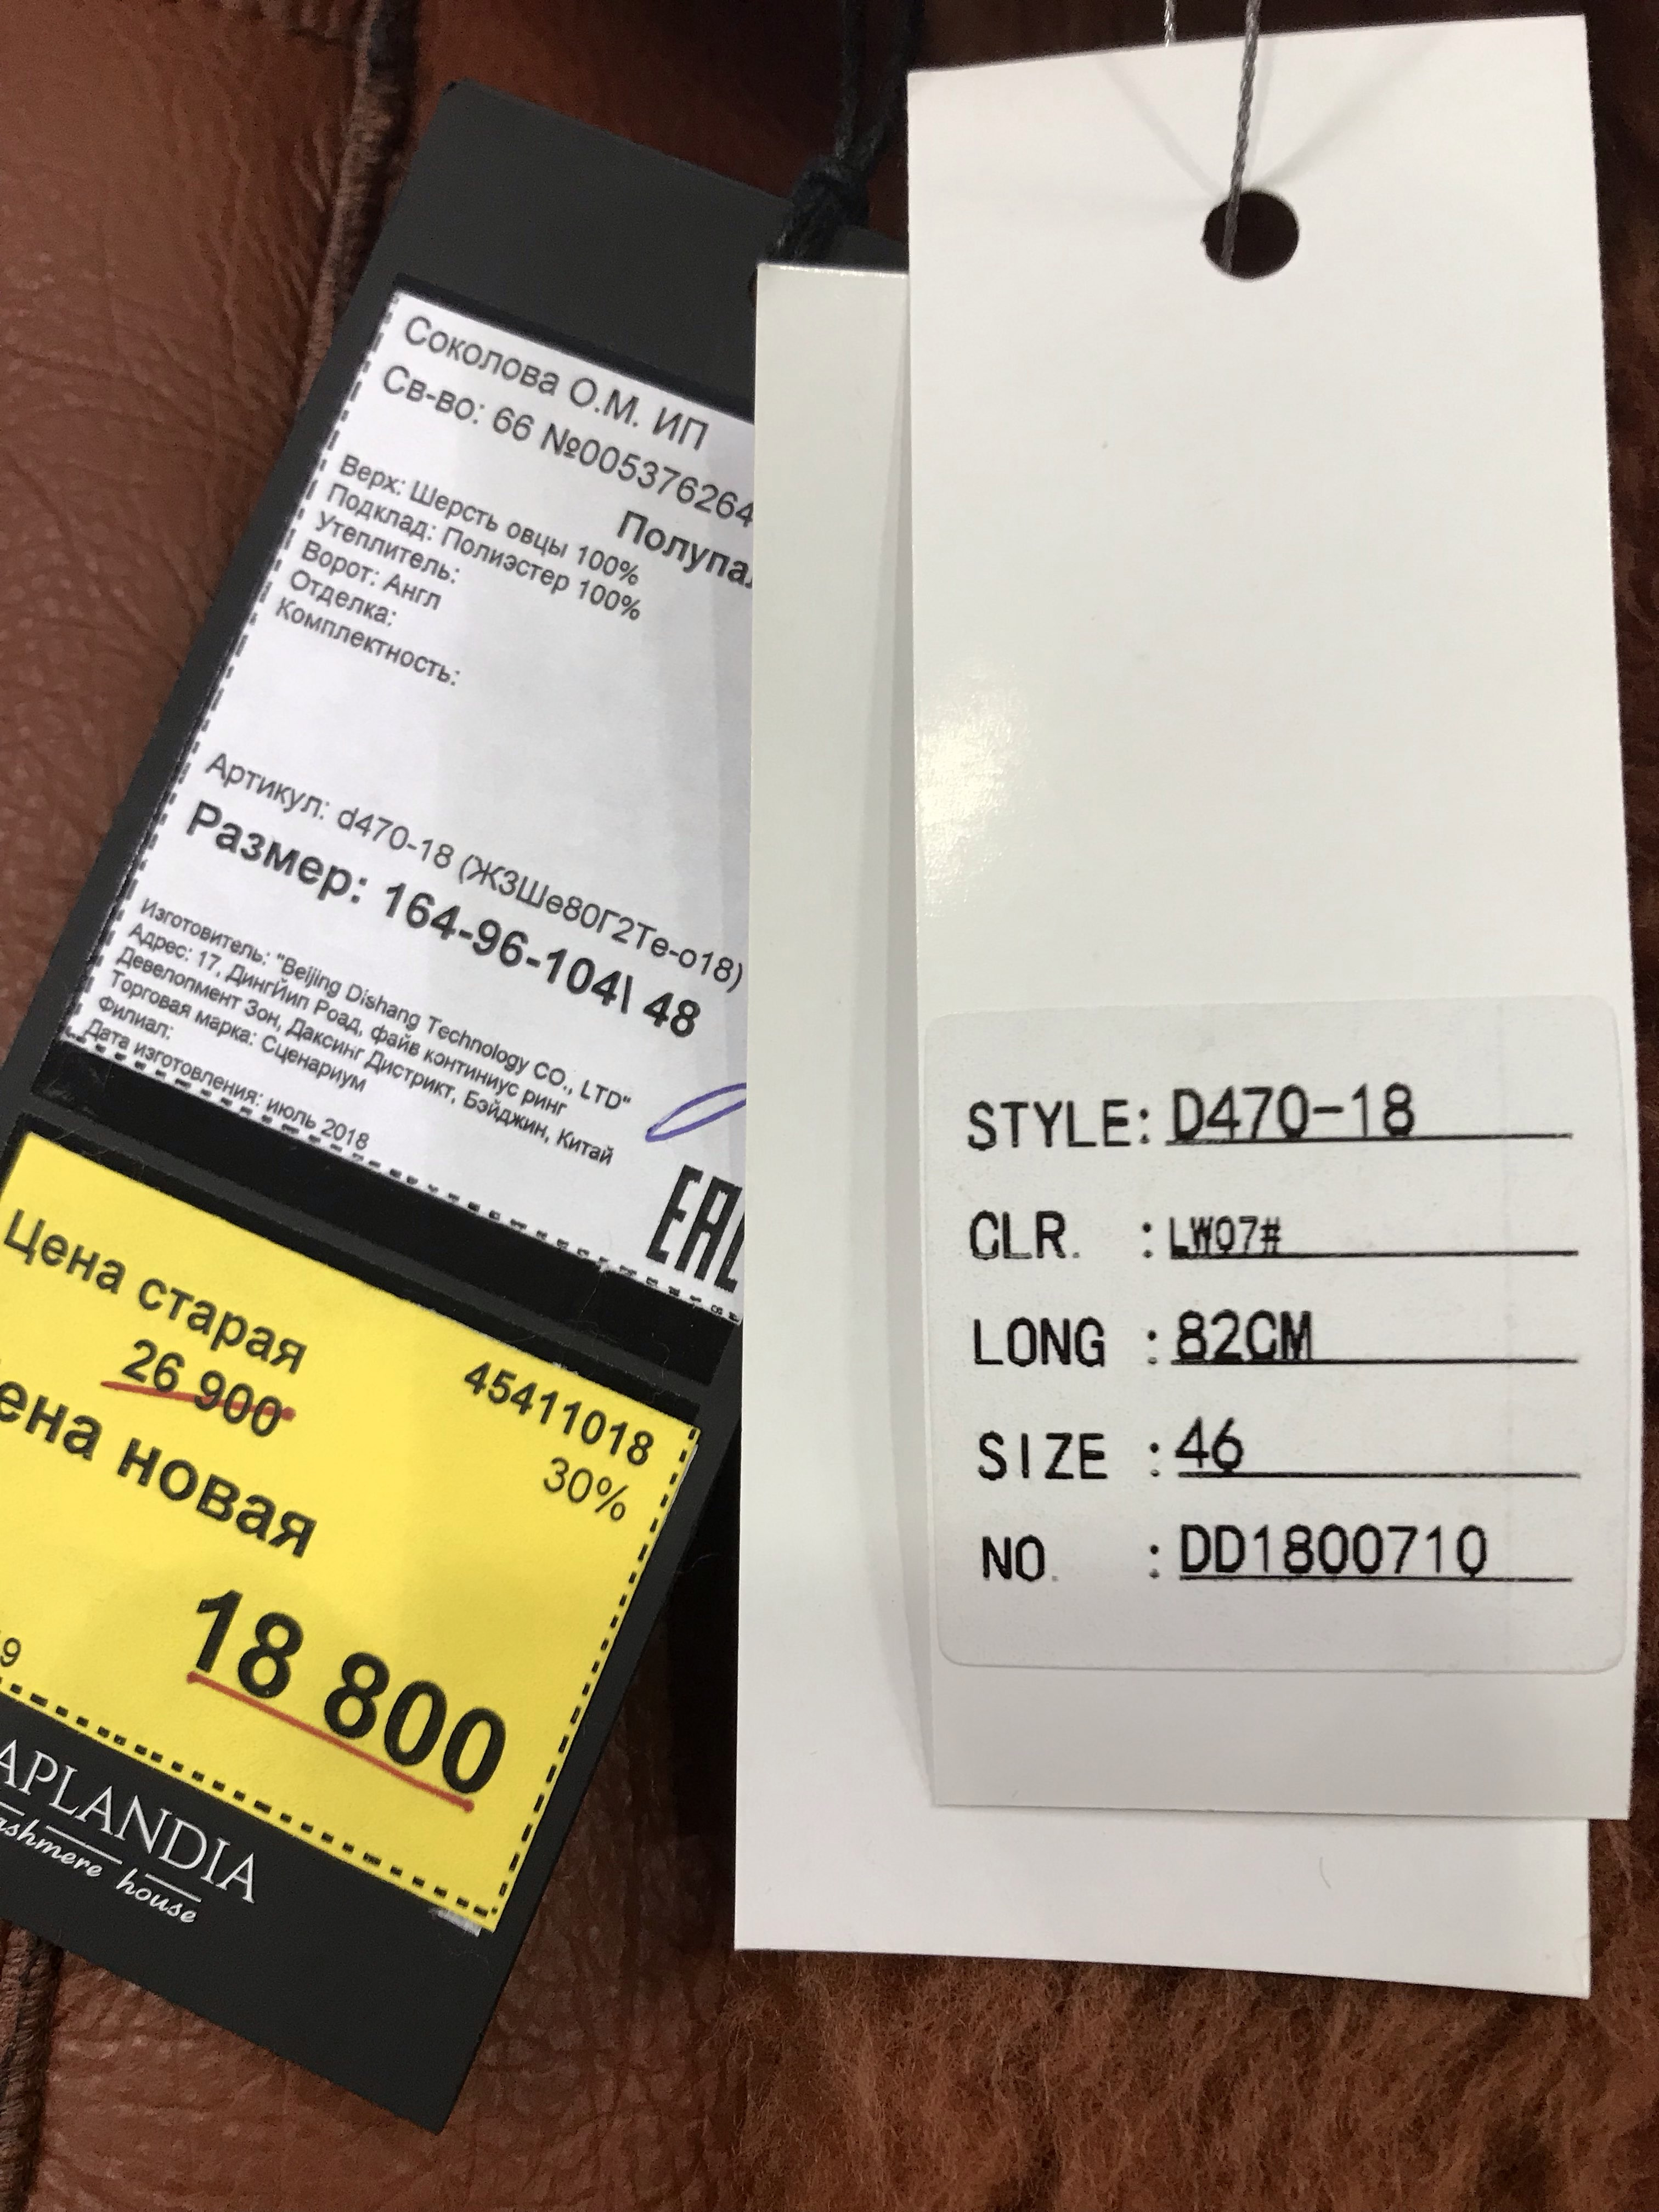 Соколова О.М. ИП
Св-во: 66 №005376264
Верх: Шерсть овцы 100%
Подклад: Полиэстер 100%
Утеплитель:
Ворот: Англ
Отделка:
Комплектность:
Артикул: d470-18 (Ж3Ше80Г2Те-о18)
Размер: 164-96-104\ 48
Изготовитель: "Beijing Dishang Technology CO., LTD"
Адрес: 17, ДингЙип Роад, файв континиус ринг
Девелопмент Зон, Даксинг Дистрикт, Бэйджин, Китай
Торговая марка: Сценариум
Филиал:
Дата изготовления: июль 2018
EAC
Цена старая
26 900
45411018
30%
ена новая
18 800
9
APLANDIA
ashmere house
STYLE: D470-18
CLR. : LW07#
LONG : 82CM
SIZE : 46
NO. : DD1800710